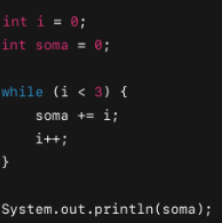 int i = 0;
int soma = 0;

while (i < 3) {
    soma += i;
    i++;
}

System.out.println(soma);